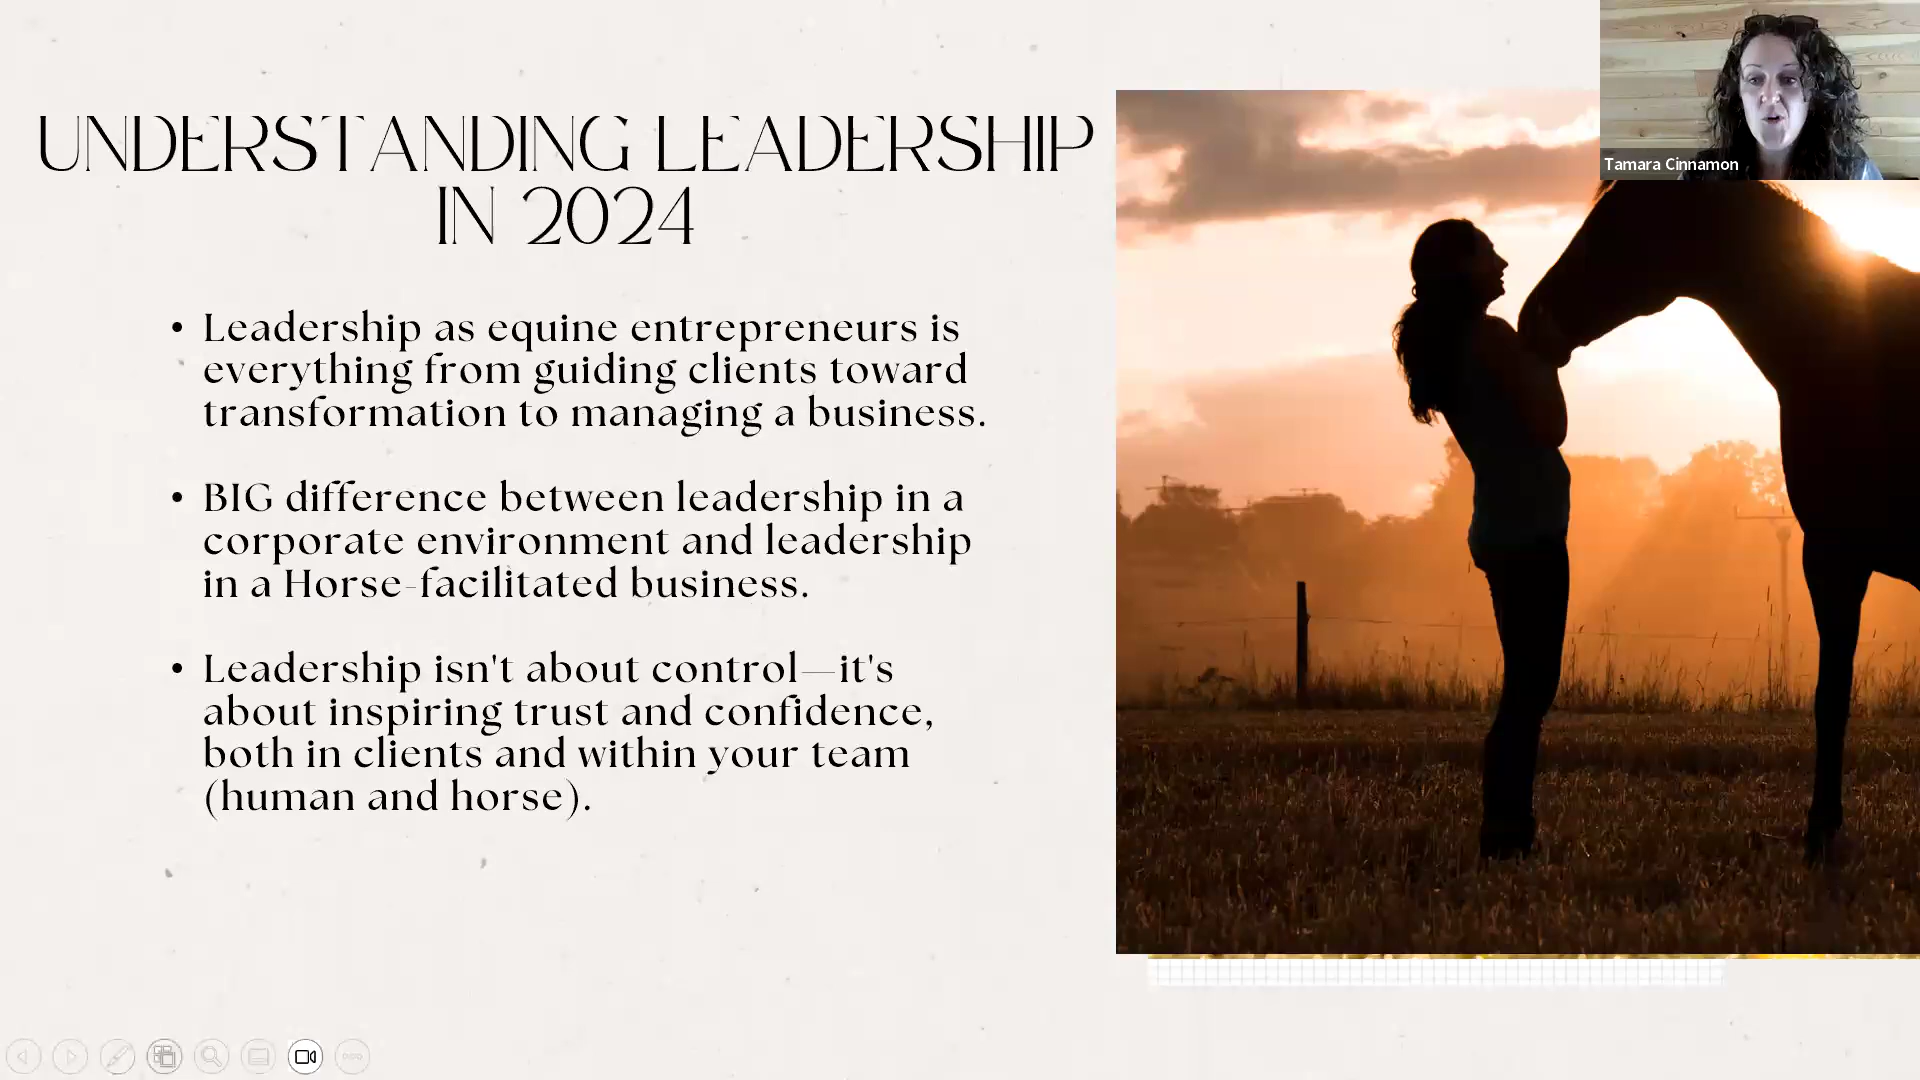 UNDERSTANDING LEADERSHIP
IN 2024
• Leadership as equine entrepreneurs is
everything from guiding clients toward
transformation to managing a business.
• BIG difference between leadership in a
corporate environment and leadership
in a Horse-facilitated business.
• Leadership isn't about control—it's
about inspiring trust and confidence,
both in clients and within your team
(human and horse).
Tamara Cinnamon